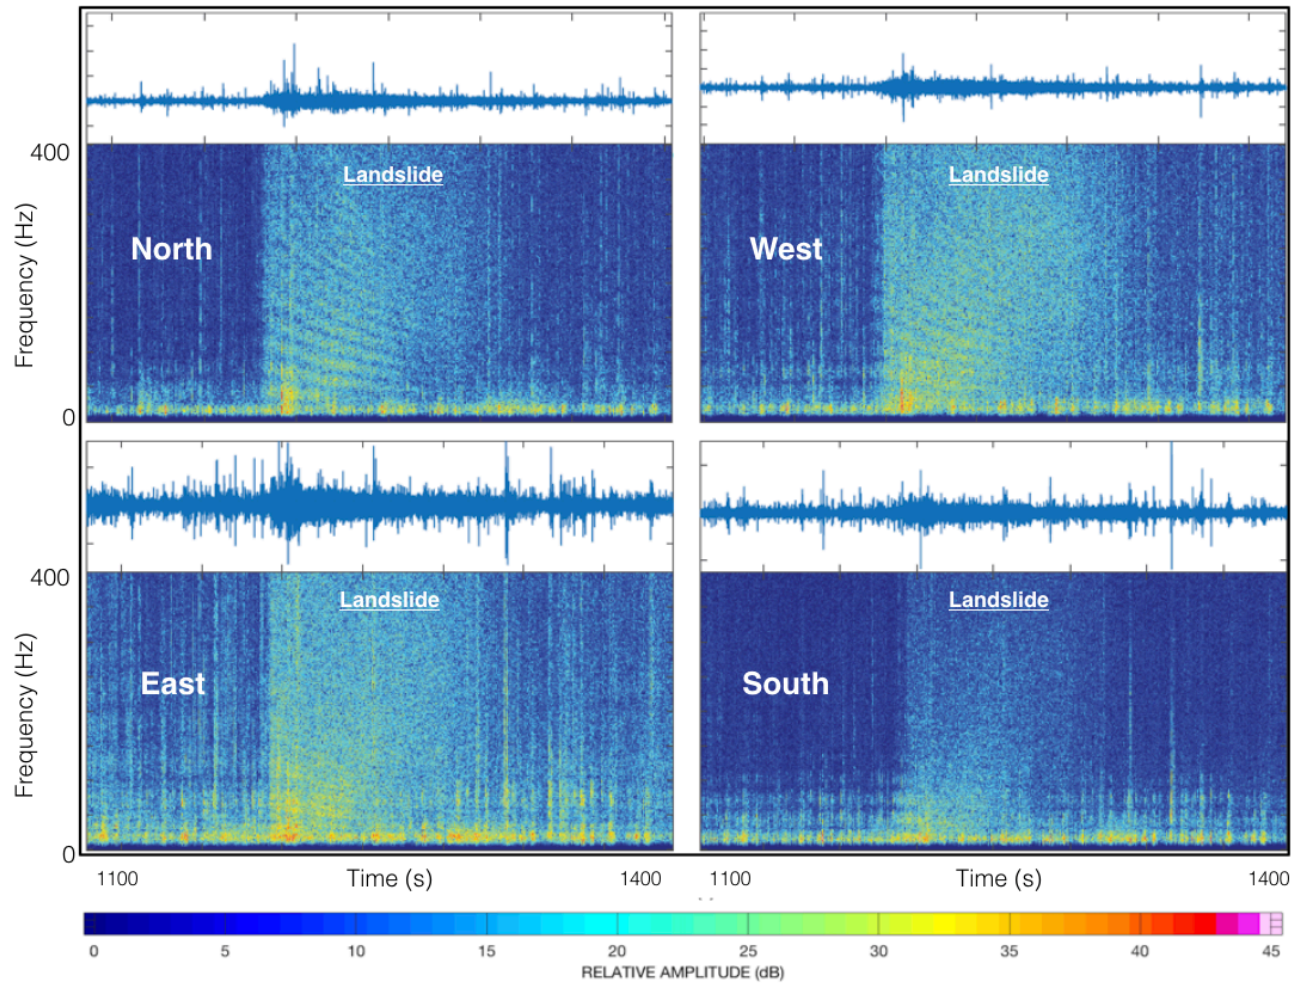 400
Landslide
North
Frequency (Hz)
0
Landslide
West
400
Landslide
East
Frequency (Hz)
0
Landslide
South
1100
Time (s)
1400
1100
Time (s)
1400
0
5
10
15
20
25
30
35
40
45
RELATIVE AMPLITUDE (dB)